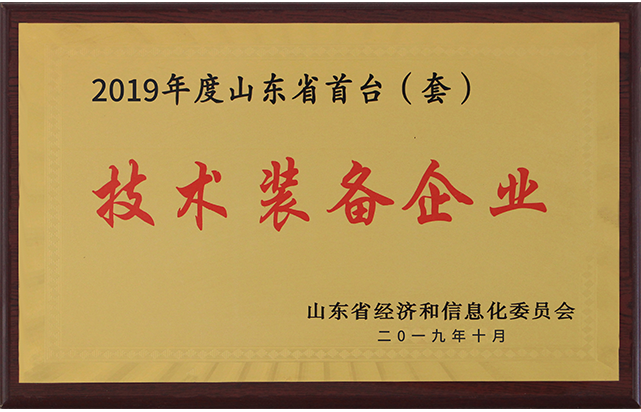 2019年度山东省首台（套）
技术装备企业
山东省经济和信息化委员会
二０一九年十月